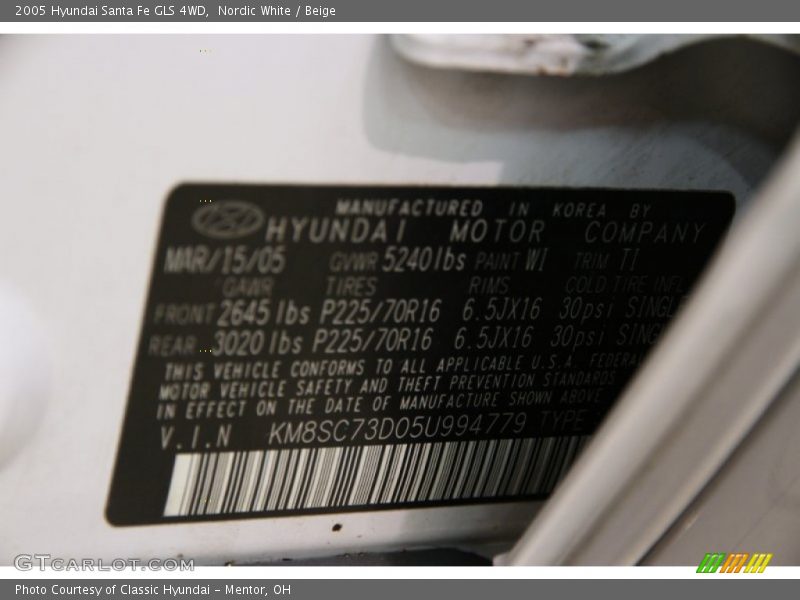 2005 Hyundai Santa Fe GLS 4WD, Nordic White / Beige
MANUFACTURED IN KOREA BY
HYUNDAI MOTOR COMPANY
MAR/15/05 GVWR 5240lbs PAINT WI TRIM TI
GAWR TIRES RIMS COLD TIRE INFL
FRONT 2645 lbs P225/70R16 6.5JX16 30psi SINGLE
REAR 3020 lbs P225/70R16 6.5JX16 30psi
THIS VEHICLE CONFORMS TO ALL APPLICABLE U.S.A. FEDERAL
MOTOR VEHICLE SAFETY AND THEFT PREVENTION STANDARDS
IN EFFECT ON THE DATE OF MANUFACTURE SHOWN ABOVE
V.I.N KM8SC73D05U994779 TYPE
GTCARLOT.COM
Photo Courtesy of Classic Hyundai - Mentor, OH